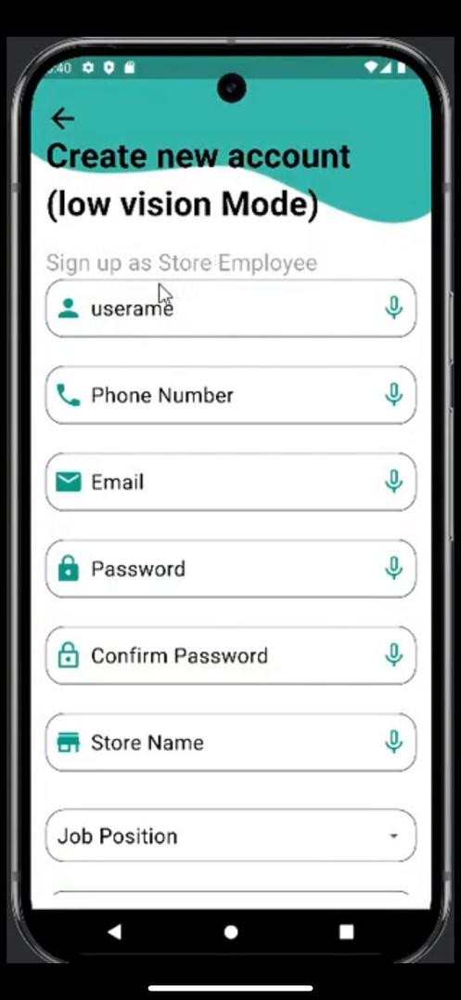 :40
Create new account
(low vision Mode)
Sign up as Store Employee
userame
Phone Number
Email
Password
Confirm Password
Store Name
Job Position